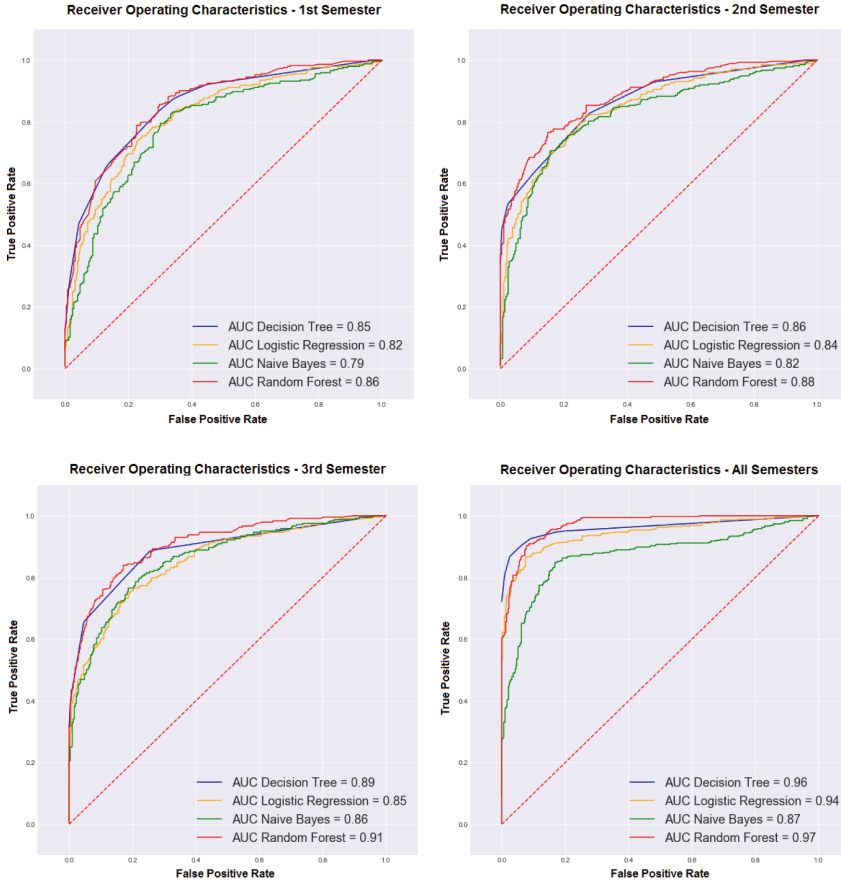 Receiver Operating Characteristics - 1st Semester
1.0
0.8
0.6
0.4
0.2
0.0
True Positive Rate
AUC Decision Tree = 0.85
AUC Logistic Regression = 0.82
AUC Naive Bayes = 0.79
AUC Random Forest = 0.86
0.0 0.2 0.4 0.6 0.8 1.0
False Positive Rate
Receiver Operating Characteristics - 2nd Semester
1.0
0.8
0.6
0.4
0.2
0.0
True Positive Rate
AUC Decision Tree = 0.86
AUC Logistic Regression = 0.84
AUC Naive Bayes = 0.82
AUC Random Forest = 0.88
0.0 0.2 0.4 0.6 0.8 1.0
False Positive Rate
Receiver Operating Characteristics - 3rd Semester
1.0
0.8
0.6
0.4
0.2
0.0
True Positive Rate
AUC Decision Tree = 0.89
AUC Logistic Regression = 0.85
AUC Naive Bayes = 0.86
AUC Random Forest = 0.91
0.0 0.2 0.4 0.6 0.8 1.0
False Positive Rate
Receiver Operating Characteristics - All Semesters
1.0
0.8
0.6
0.4
0.2
0.0
True Positive Rate
AUC Decision Tree = 0.96
AUC Logistic Regression = 0.94
AUC Naive Bayes = 0.87
AUC Random Forest = 0.97
0.0 0.2 0.4 0.6 0.8 1.0
False Positive Rate